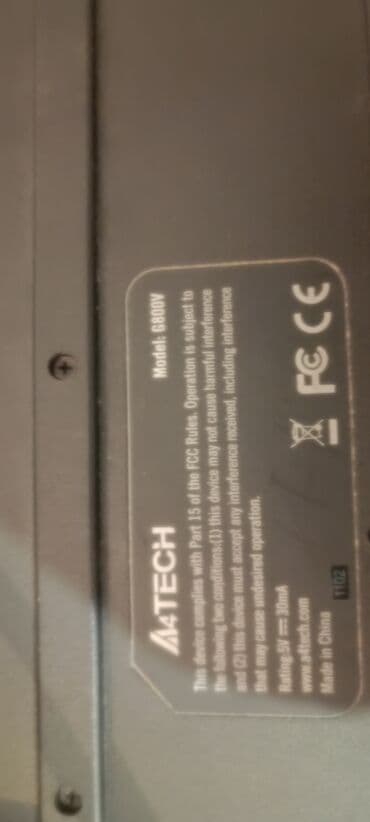 A4TECH
Model: G800V
This device complies with Part 15 of the FCC Rules. Operation is subject to
the following two conditions.(1) this device may not cause harmful interference
and (2) this device must accept any interference received, including interference
that may cause undesired operation.
Rating:5V ⎓ 30mA
www.a4tech.com
Made in China
1102
FC CE